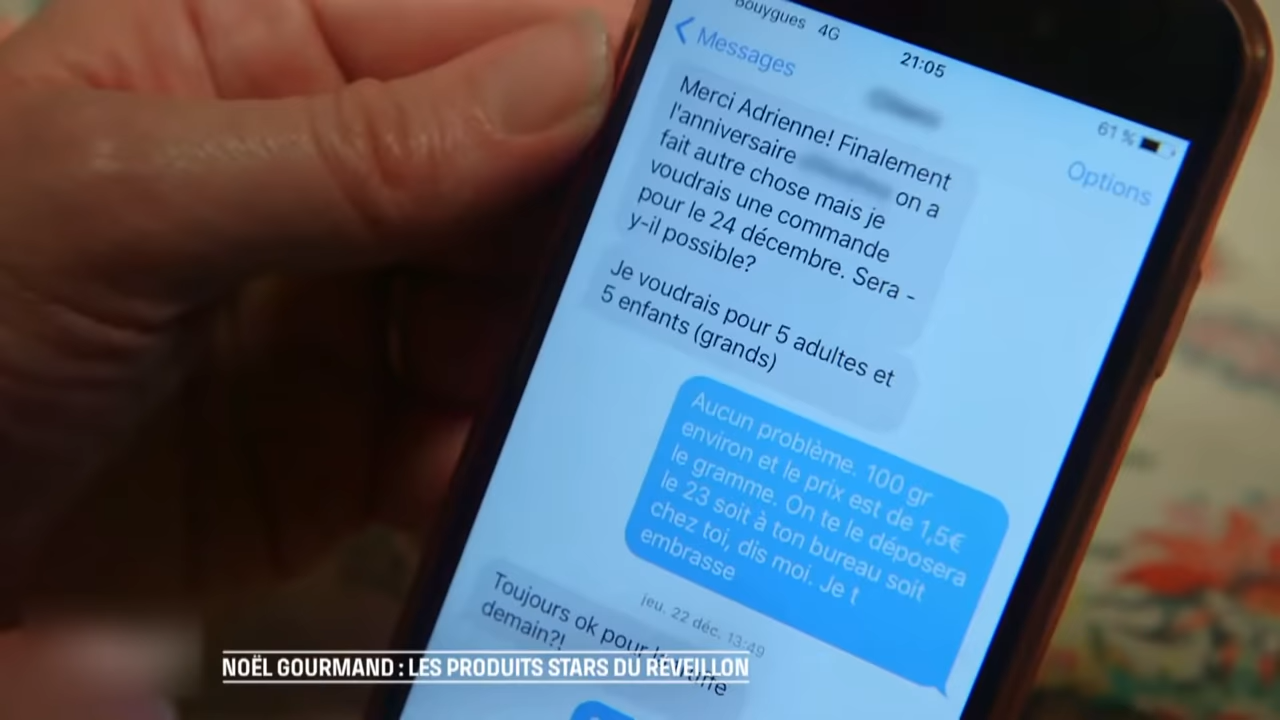 Bouygues 4G
21:05
61 %
Messages
Options
Merci Adrienne! Finalement
l'anniversaire on a
fait autre chose mais je
voudrais une commande
pour le 24 décembre. Sera -
y-il possible?
Je voudrais pour 5 adultes et
5 enfants (grands)
Aucun problème. 100 gr
environ et le prix est de 1,5€
le gramme. On te le déposera
le 23 soit à ton bureau soit
chez toi, dis moi. Je t
embrasse
jeu. 22 déc. 13:49
Toujours ok pour
demain?!
NOËL GOURMAND : LES PRODUITS STARS DU RÉVEILLON